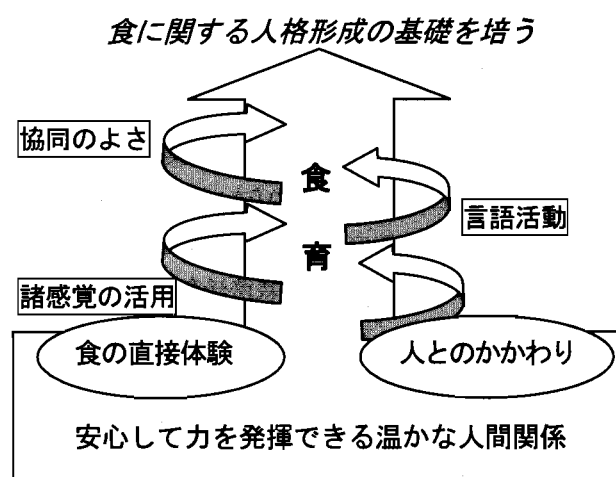 食に関する人格形成の基礎を培う
協同のよさ
食
育
言語活動
諸感覚の活用
食の直接体験
人とのかかわり
安心して力を発揮できる温かな人間関係